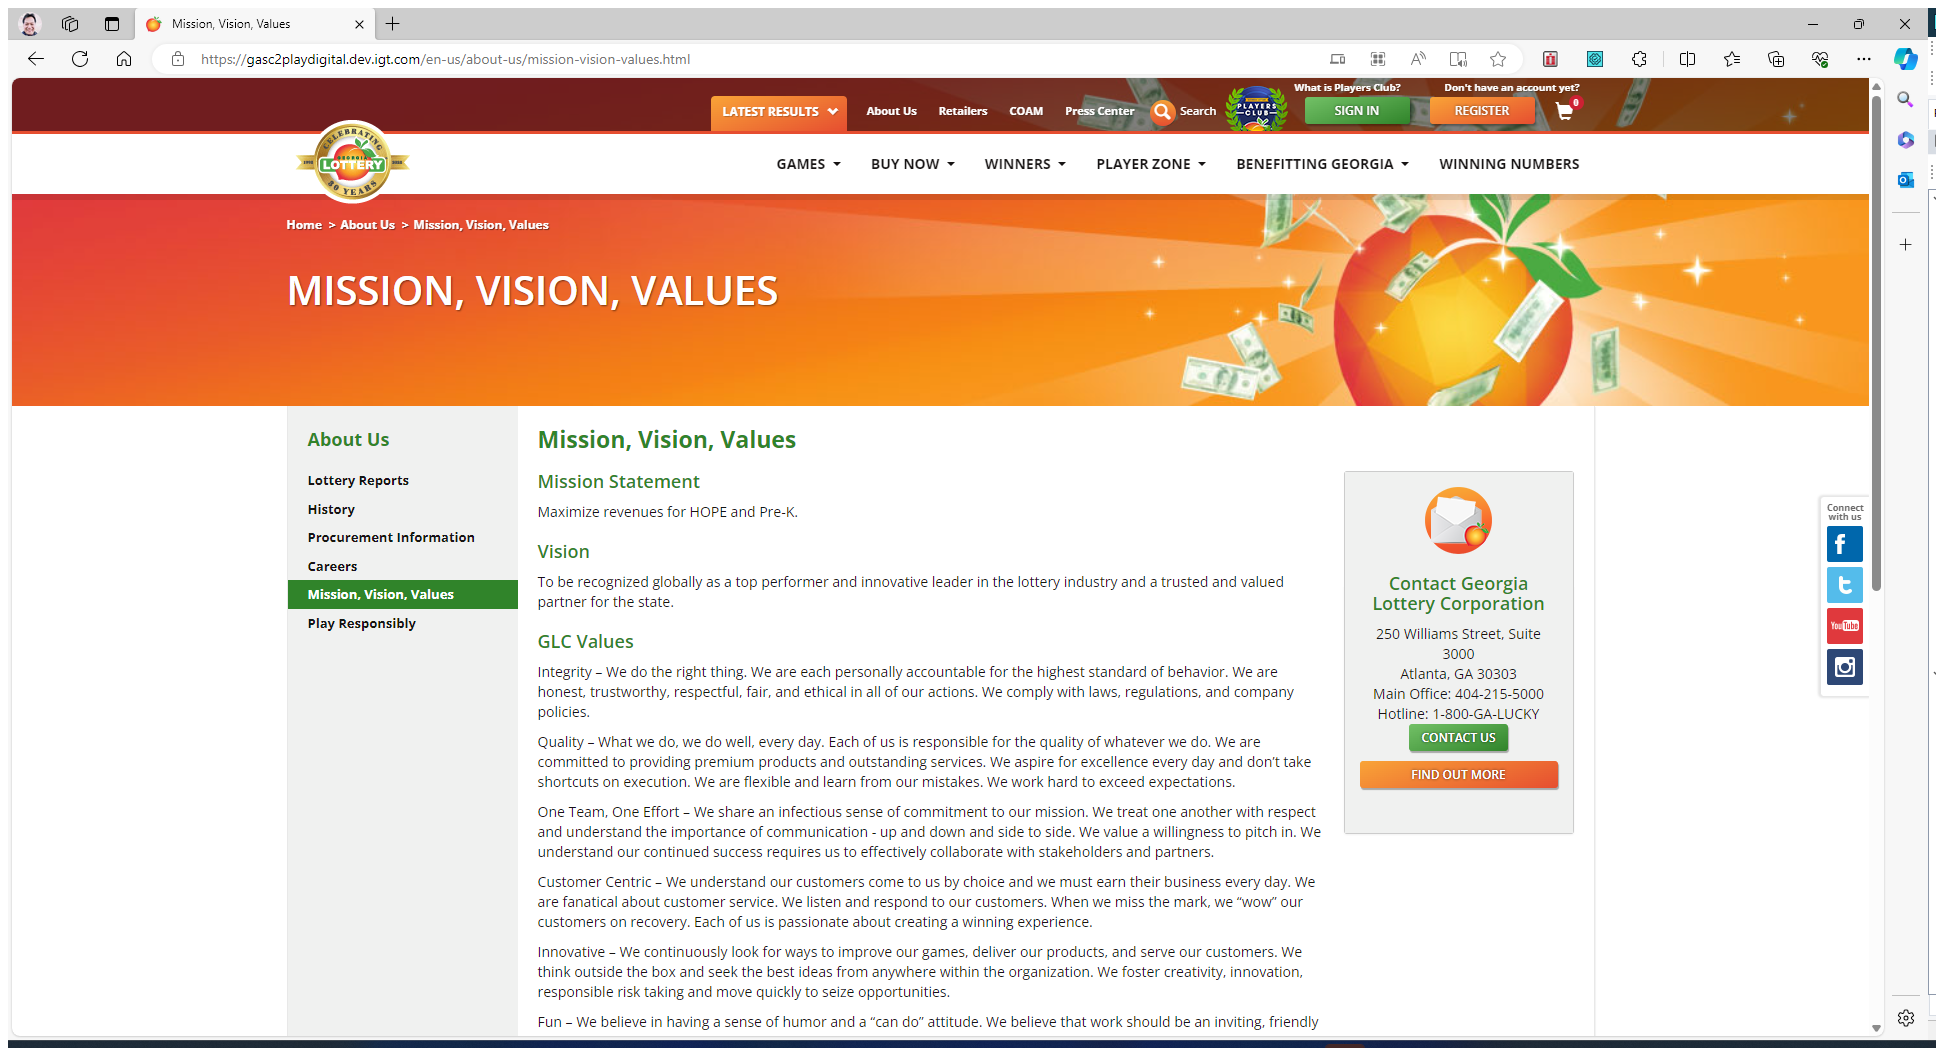 Mission, Vision, Values
https://gasc2playdigital.dev.igt.com/en-us/about-us/mission-vision-values.html
What is Players Club?
Don't have an account yet?
LATEST RESULTS
About Us
Retailers
COAM
Press Center
Search
PLAYERS
CLUB
SIGN IN
REGISTER
0
CELEBRATING
GEORGIA
LOTTERY
30 YEARS
GAMES
BUY NOW
WINNERS
PLAYER ZONE
BENEFITTING GEORGIA
WINNING NUMBERS
Home > About Us > Mission, Vision, Values
MISSION, VISION, VALUES
About Us
Lottery Reports
History
Procurement Information
Careers
Mission, Vision, Values
Play Responsibly
Mission, Vision, Values
Mission Statement
Maximize revenues for HOPE and Pre-K.
Vision
To be recognized globally as a top performer and innovative leader in the lottery industry and a trusted and valued
partner for the state.
GLC Values
Integrity – We do the right thing. We are each personally accountable for the highest standard of behavior. We are
honest, trustworthy, respectful, fair, and ethical in all of our actions. We comply with laws, regulations, and company
policies.
Quality – What we do, we do well, every day. Each of us is responsible for the quality of whatever we do. We are
committed to providing premium products and outstanding services. We aspire for excellence every day and don’t take
shortcuts on execution. We are flexible and learn from our mistakes. We work hard to exceed expectations.
One Team, One Effort – We share an infectious sense of commitment to our mission. We treat one another with respect
and understand the importance of communication - up and down and side to side. We value a willingness to pitch in. We
understand our continued success requires us to effectively collaborate with stakeholders and partners.
Customer Centric – We understand our customers come to us by choice and we must earn their business every day. We
are fanatical about customer service. We listen and respond to our customers. When we miss the mark, we “wow” our
customers on recovery. Each of us is passionate about creating a winning experience.
Innovative – We continuously look for ways to improve our games, deliver our products, and serve our customers. We
think outside the box and seek the best ideas from anywhere within the organization. We foster creativity, innovation,
responsible risk taking and move quickly to seize opportunities.
Fun – We believe in having a sense of humor and a “can do” attitude. We believe that work should be an inviting, friendly
Contact Georgia
Lottery Corporation
250 Williams Street, Suite
3000
Atlanta, GA 30303
Main Office: 404-215-5000
Hotline: 1-800-GA-LUCKY
CONTACT US
FIND OUT MORE
Connect
with us
YouTube